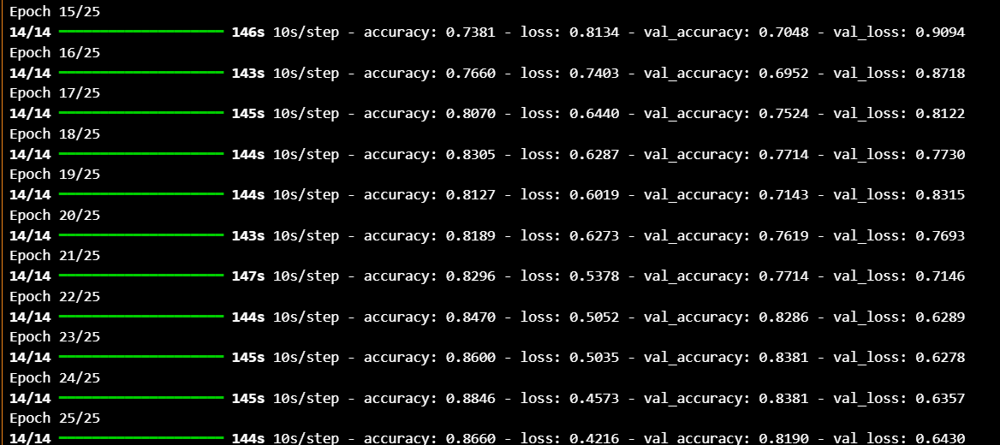 Epoch 15/25
14/14 ━━━━━━━━━━━━━━━━━━━━ 146s 10s/step - accuracy: 0.7381 - loss: 0.8134 - val_accuracy: 0.7048 - val_loss: 0.9094
Epoch 16/25
14/14 ━━━━━━━━━━━━━━━━━━━━ 143s 10s/step - accuracy: 0.7660 - loss: 0.7403 - val_accuracy: 0.6952 - val_loss: 0.8718
Epoch 17/25
14/14 ━━━━━━━━━━━━━━━━━━━━ 145s 10s/step - accuracy: 0.8070 - loss: 0.6440 - val_accuracy: 0.7524 - val_loss: 0.8122
Epoch 18/25
14/14 ━━━━━━━━━━━━━━━━━━━━ 144s 10s/step - accuracy: 0.8305 - loss: 0.6287 - val_accuracy: 0.7714 - val_loss: 0.7730
Epoch 19/25
14/14 ━━━━━━━━━━━━━━━━━━━━ 144s 10s/step - accuracy: 0.8127 - loss: 0.6019 - val_accuracy: 0.7143 - val_loss: 0.8315
Epoch 20/25
14/14 ━━━━━━━━━━━━━━━━━━━━ 143s 10s/step - accuracy: 0.8189 - loss: 0.6273 - val_accuracy: 0.7619 - val_loss: 0.7693
Epoch 21/25
14/14 ━━━━━━━━━━━━━━━━━━━━ 147s 10s/step - accuracy: 0.8296 - loss: 0.5378 - val_accuracy: 0.7714 - val_loss: 0.7146
Epoch 22/25
14/14 ━━━━━━━━━━━━━━━━━━━━ 144s 10s/step - accuracy: 0.8470 - loss: 0.5052 - val_accuracy: 0.8286 - val_loss: 0.6289
Epoch 23/25
14/14 ━━━━━━━━━━━━━━━━━━━━ 145s 10s/step - accuracy: 0.8600 - loss: 0.5035 - val_accuracy: 0.8381 - val_loss: 0.6278
Epoch 24/25
14/14 ━━━━━━━━━━━━━━━━━━━━ 145s 10s/step - accuracy: 0.8846 - loss: 0.4573 - val_accuracy: 0.8381 - val_loss: 0.6357
Epoch 25/25
14/14 ━━━━━━━━━━━━━━━━━━━━ 144s 10s/step - accuracy: 0.8660 - loss: 0.4216 - val_accuracy: 0.8190 - val_loss: 0.6430